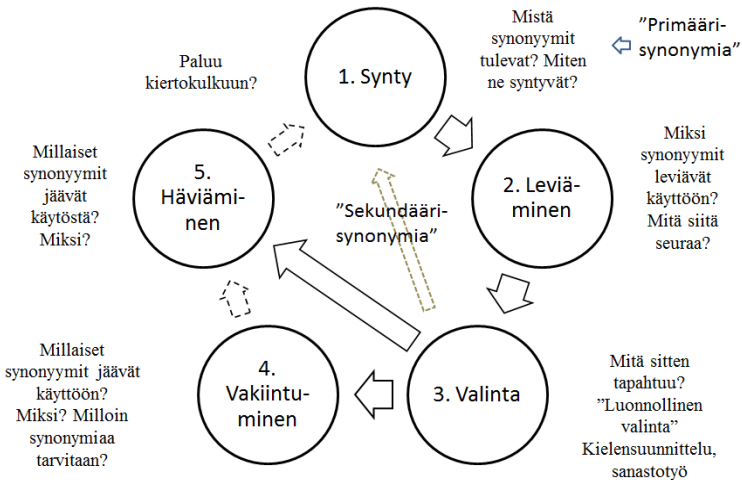 1. Synty
Mistä
synonyymit
tulevat? Miten
ne syntyvät?
”Primääri-
synonymia”
2. Leviä-
minen
Miksi
synonyymit
leviävät
käyttöön?
Mitä siitä
seuraa?
3. Valinta
Mitä sitten
tapahtuu?
”Luonnollinen
valinta”
Kielensuunnittelu,
sanastotyö
”Sekundääri-
synonymia”
4.
Vakiintu-
minen
Millaiset
synonyymit jäävät
käyttöön?
Miksi? Milloin
synonymiaa
tarvitaan?
5.
Häviämi-
nen
Millaiset
synonyymit
jäävät
käytöstä?
Miksi?
Paluu
kiertokulkuun?